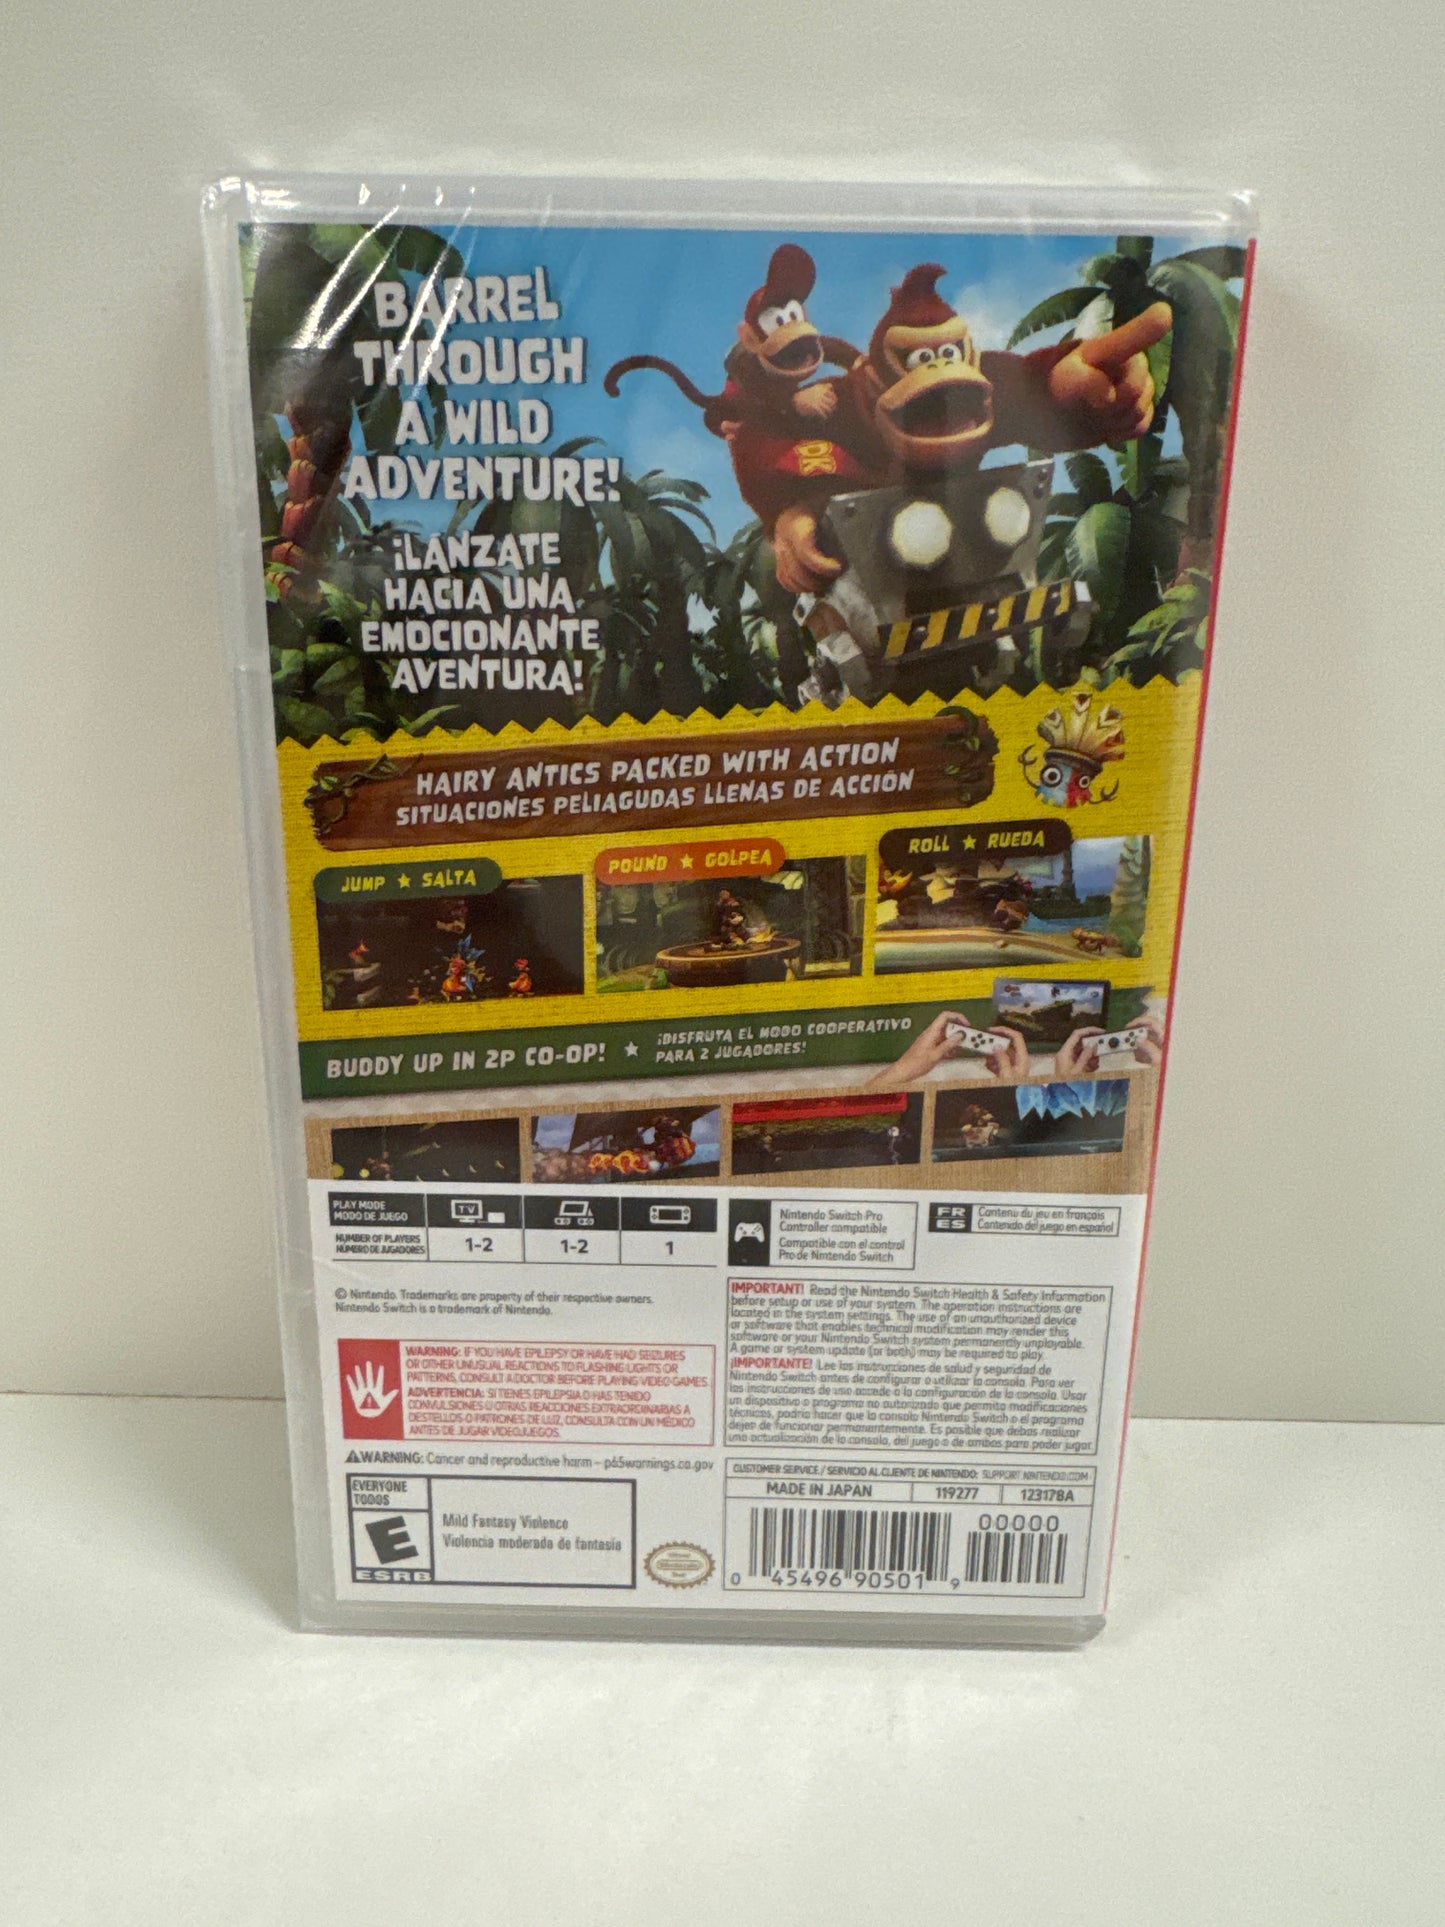 BARREL
THROUGH
A WILD
ADVENTURE!
¡LÁNZATE
HACIA UNA
EMOCIONANTE
AVENTURA!
DK
HAIRY ANTICS PACKED WITH ACTION
SITUACIONES PELIAGUDAS LLENAS DE ACCIÓN
JUMP ★ SALTA
POUND ★ GOLPEA
ROLL ★ RUEDA
BUDDY UP IN 2P CO-OP! ★
¡DISFRUTA EL MODO COOPERATIVO
PARA 2 JUGADORES!
PLAY MODE
MODO DE JUEGO
TV
NUMBER OF PLAYERS
NÚMERO DE JUGADORES
1-2
1-2
1
Nintendo Switch Pro
Controller compatible
Compatible con el control
Pro de Nintendo Switch
FR
ES
Contenu du jeu en français
Contenido del juego en español
© Nintendo. Trademarks are property of their respective owners.
Nintendo Switch is a trademark of Nintendo.
WARNING: IF YOU HAVE EPILEPSY OR HAVE HAD SEIZURES
OR OTHER UNUSUAL REACTIONS TO FLASHING LIGHTS OR
PATTERNS, CONSULT A DOCTOR BEFORE PLAYING VIDEO GAMES.
ADVERTENCIA: SI TIENES EPILEPSIA O HAS TENIDO
CONVULSIONES U OTRAS REACCIONES EXTRAORDINARIAS A
DESTELLOS O PATRONES DE LUZ, CONSULTA CON UN MÉDICO
ANTES DE JUGAR VIDEOJUEGOS.
⚠WARNING: Cancer and reproductive harm – p65warnings.ca.gov
IMPORTANT! Read the Nintendo Switch Health & Safety Information
before setup or use of your system. The operation instructions are
located in the system settings. The use of an unauthorized device
or software that enables technical modification may render this
software or your Nintendo Switch system permanently unplayable.
A game or system update (or both) may be required to play.
¡IMPORTANTE! Lee las instrucciones de salud y seguridad de
Nintendo Switch antes de configurar o utilizar la consola. Para ver
las instrucciones de uso accede a la configuración de la consola. Usar
un dispositivo o programa no autorizado que permita modificaciones
técnicas, podría hacer que la consola Nintendo Switch o el programa
dejen de funcionar permanentemente. Es posible que debas realizar
una actualización de la consola, del juego o de ambos para poder jugar.
CUSTOMER SERVICE / SERVICIO AL CLIENTE DE NINTENDO: SUPPORT.NINTENDO.COM
MADE IN JAPAN
119277
123178A
EVERYONE
TODOS
E
ESRB
Mild Fantasy Violence
Violencia moderada de fantasía
Nintendo
00000
0 45496 90501 9